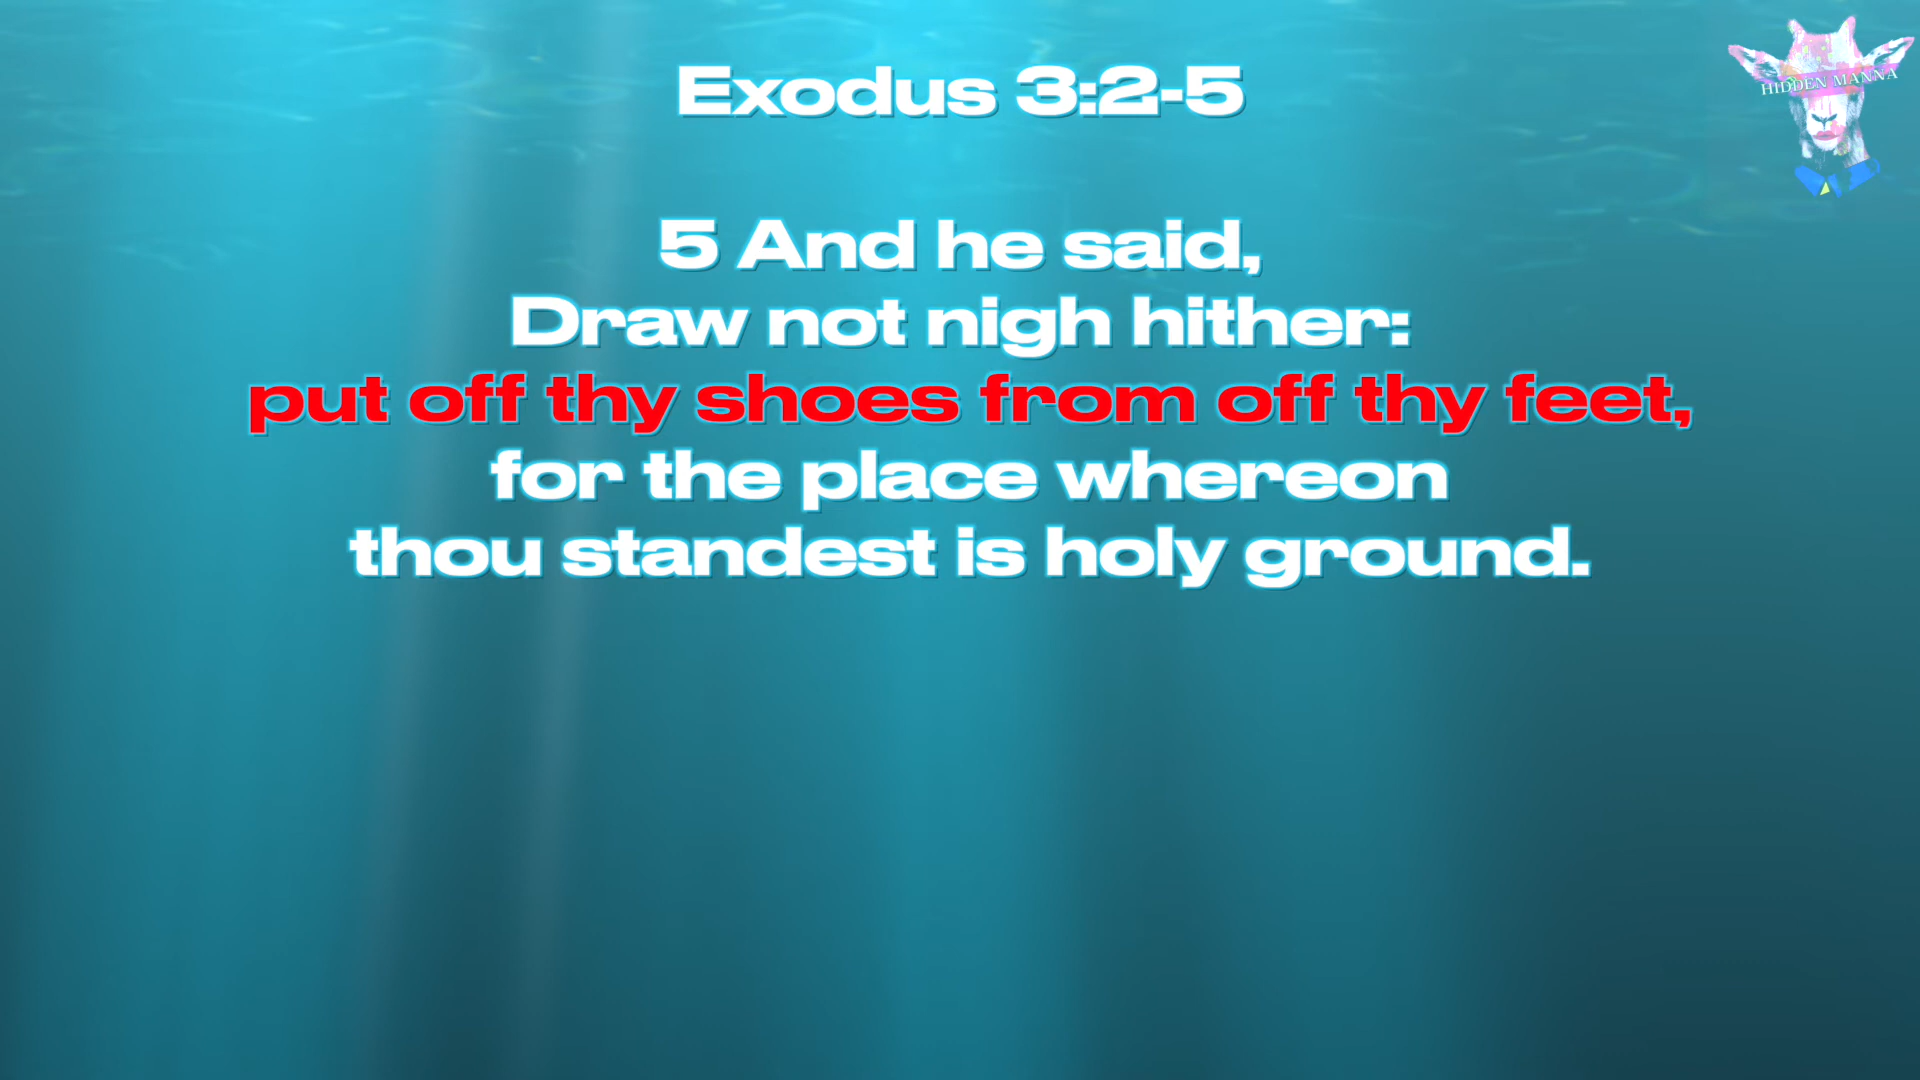 Exodus 3:2-5
HIDDEN MANNA
5 And he said,
Draw not nigh hither:
put off thy shoes from off thy feet,
for the place whereon
thou standest is holy ground.